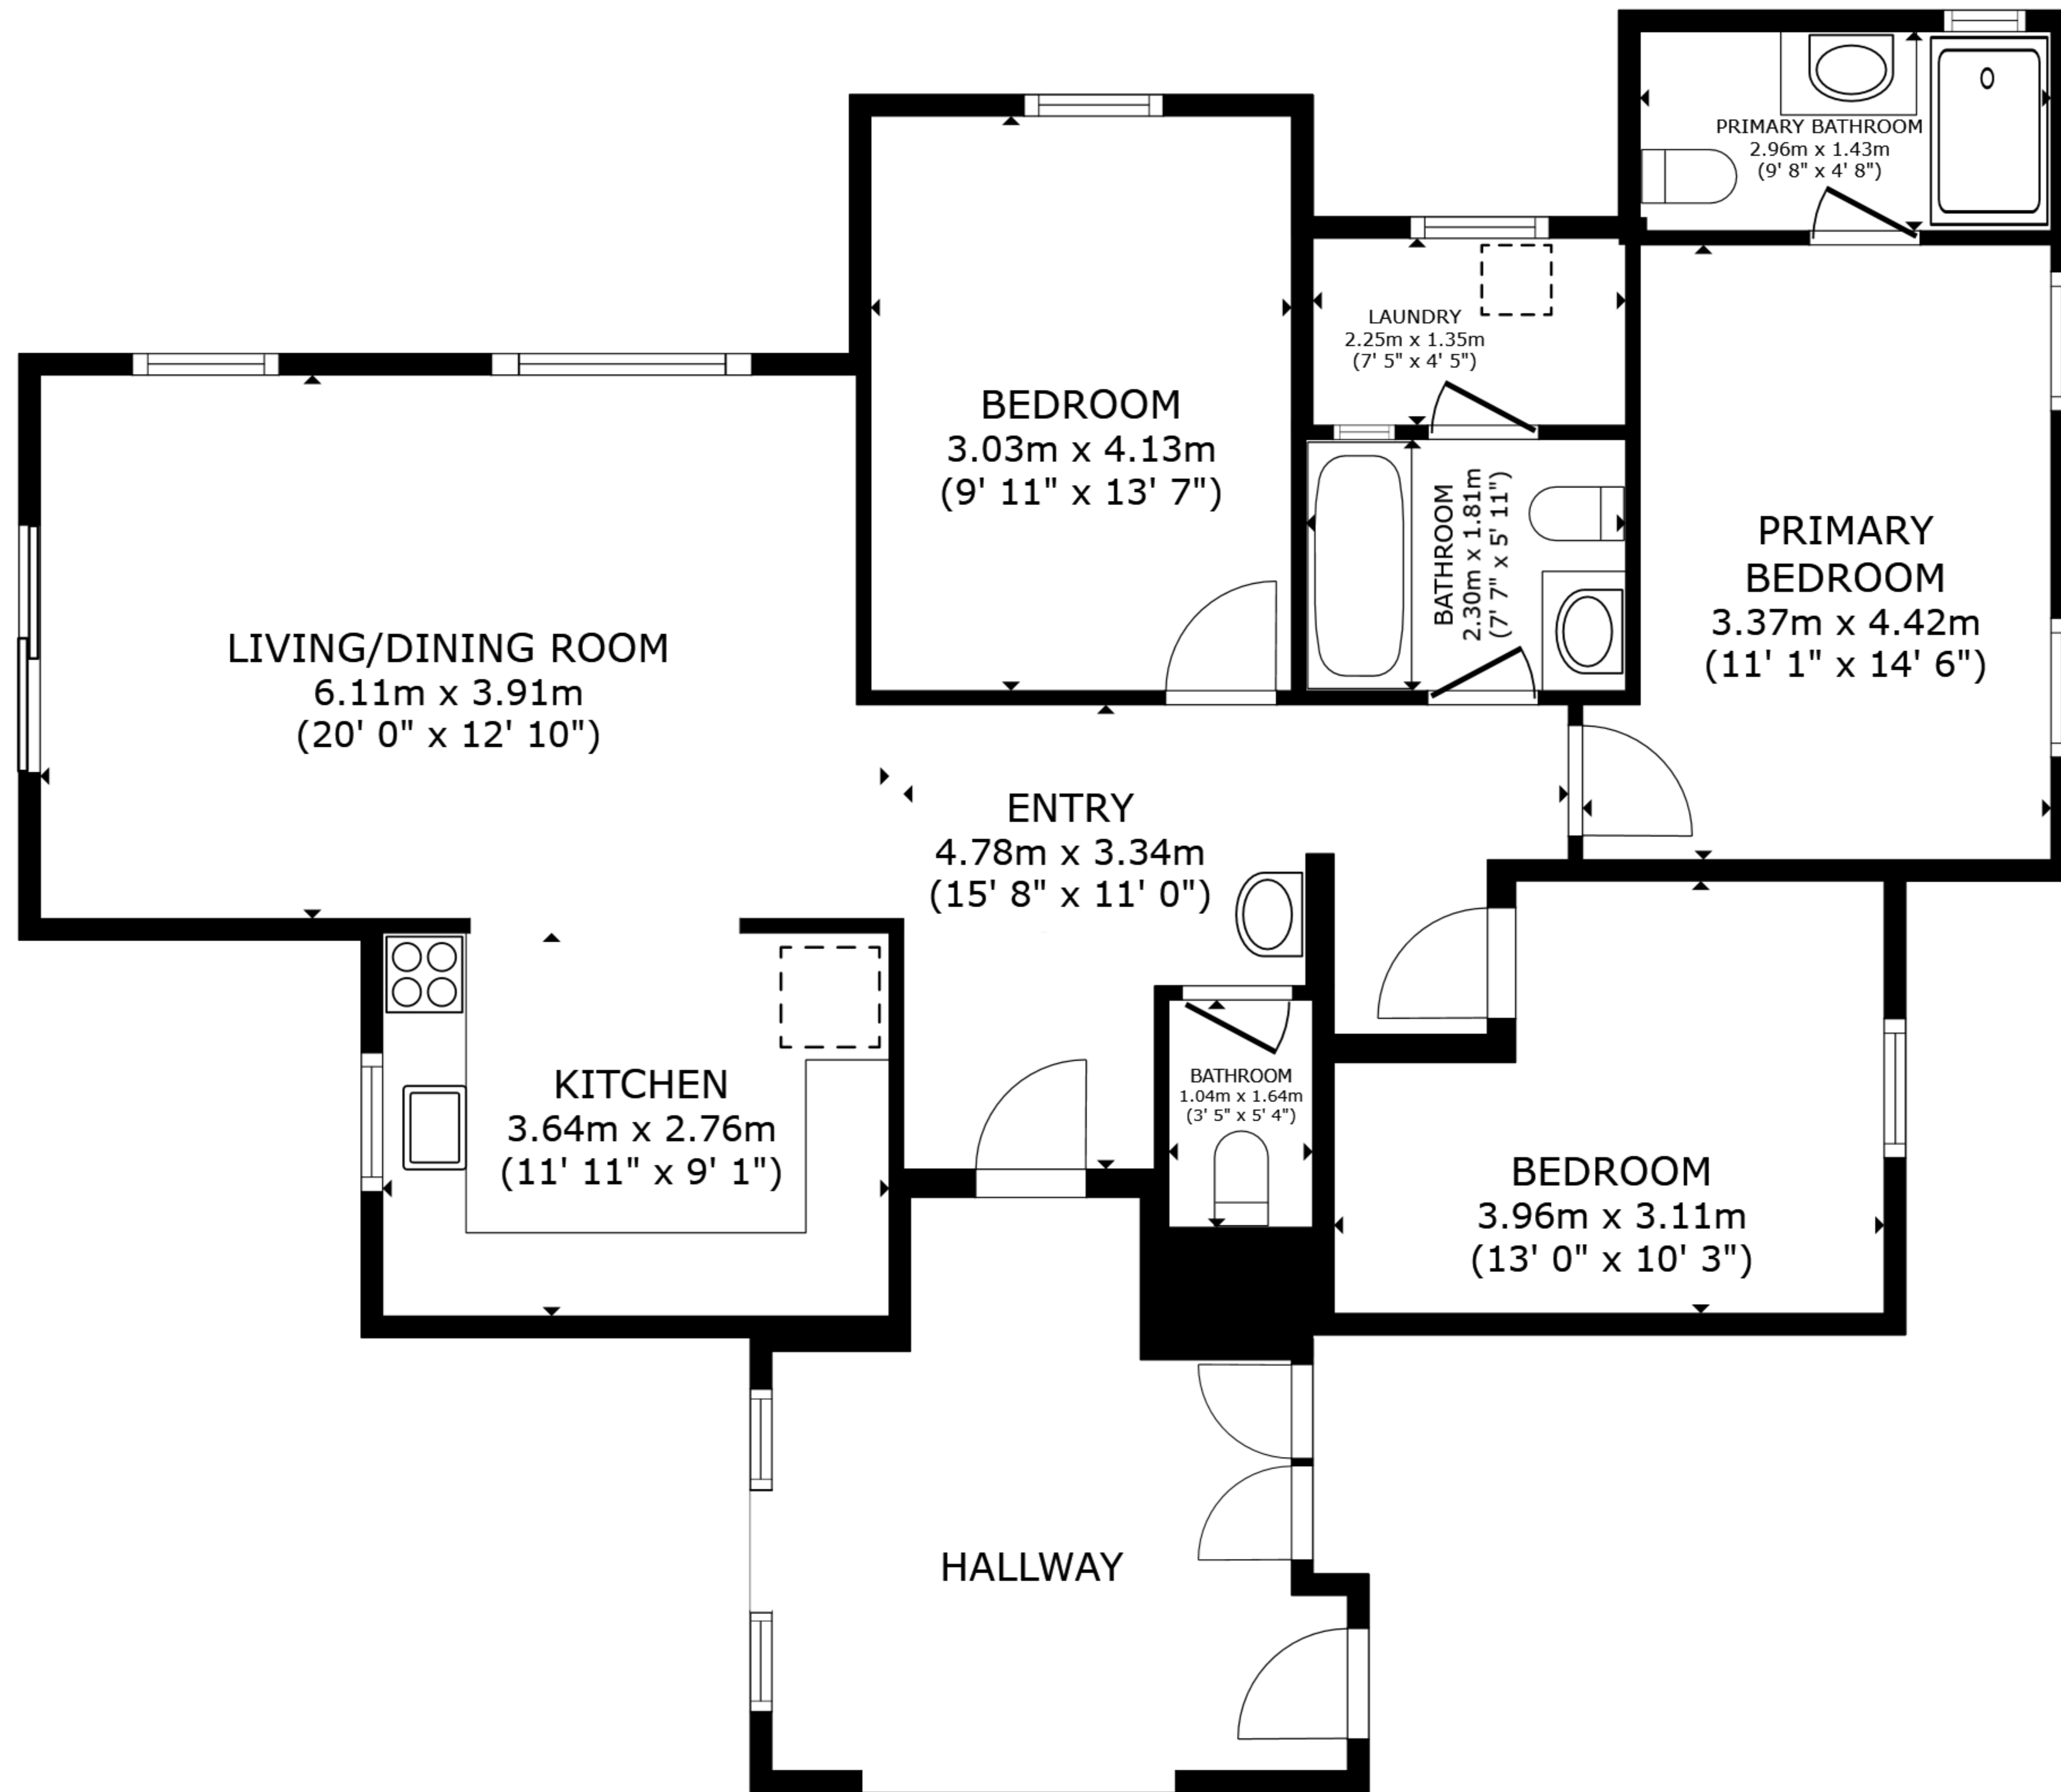 PRIMARY BATHROOM
2.96m x 1.43m
(9' 8" x 4' 8")
LAUNDRY
2.25m x 1.35m
(7' 5" x 4' 5")
BEDROOM
3.03m x 4.13m
(9' 11" x 13' 7")
BATHROOM
2.30m x 1.81m
(7' 7" x 5' 11")
PRIMARY
BEDROOM
3.37m x 4.42m
(11' 1" x 14' 6")
LIVING/DINING ROOM
6.11m x 3.91m
(20' 0" x 12' 10")
ENTRY
4.78m x 3.34m
(15' 8" x 11' 0")
KITCHEN
3.64m x 2.76m
(11' 11" x 9' 1")
BATHROOM
1.04m x 1.64m
(3' 5" x 5' 4")
BEDROOM
3.96m x 3.11m
(13' 0" x 10' 3")
HALLWAY